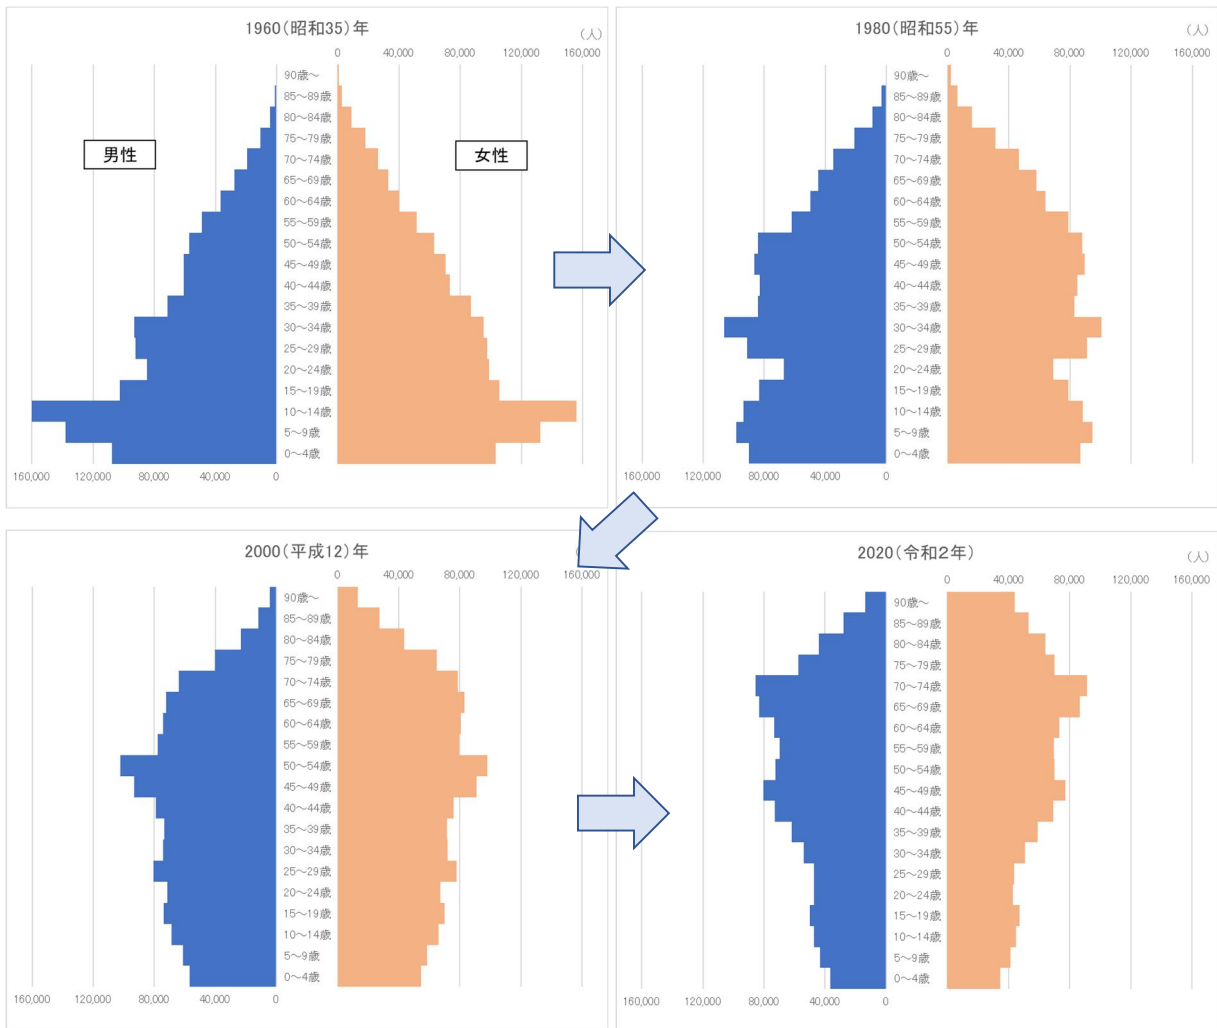 1960(昭和35)年
(人)
0 40,000 80,000 120,000 160,000
90歳～
85～89歳
80～84歳
75～79歳
男性
女性
70～74歳
65～69歳
60～64歳
55～59歳
50～54歳
45～49歳
40～44歳
35～39歳
30～34歳
25～29歳
20～24歳
15～19歳
10～14歳
5～9歳
0～4歳
160,000 120,000 80,000 40,000 0
1980(昭和55)年
(人)
0 40,000 80,000 120,000 160,000
90歳～
85～89歳
80～84歳
75～79歳
70～74歳
65～69歳
60～64歳
55～59歳
50～54歳
45～49歳
40～44歳
35～39歳
30～34歳
25～29歳
20～24歳
15～19歳
10～14歳
5～9歳
0～4歳
160,000 120,000 80,000 40,000 0
2000(平成12)年
0 40,000 80,000 120,000 160,000
90歳～
85～89歳
80～84歳
75～79歳
70～74歳
65～69歳
60～64歳
55～59歳
50～54歳
45～49歳
40～44歳
35～39歳
30～34歳
25～29歳
20～24歳
15～19歳
10～14歳
5～9歳
0～4歳
160,000 120,000 80,000 40,000 0
2020(令和2年)
(人)
0 40,000 80,000 120,000 160,000
90歳～
85～89歳
80～84歳
75～79歳
70～74歳
65～69歳
60～64歳
55～59歳
50～54歳
45～49歳
40～44歳
35～39歳
30～34歳
25～29歳
20～24歳
15～19歳
10～14歳
5～9歳
0～4歳
160,000 120,000 80,000 40,000 0